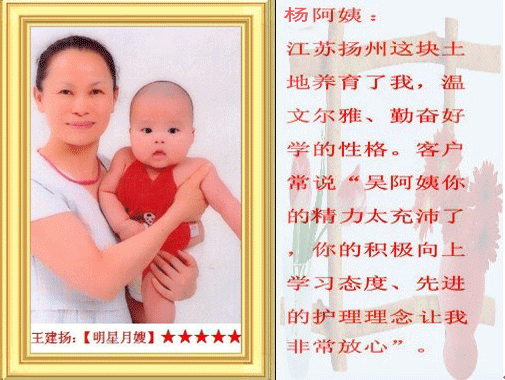 王建扬:【明星月嫂】★★★★★
杨阿姨：
江苏扬州这块土
地养育了我，温
文尔雅、勤奋好
学的性格。客户
常说“吴阿姨你
的精力太充沛了
，你的积极向上
学习态度、先进
的护理理念让我
非常放心”。